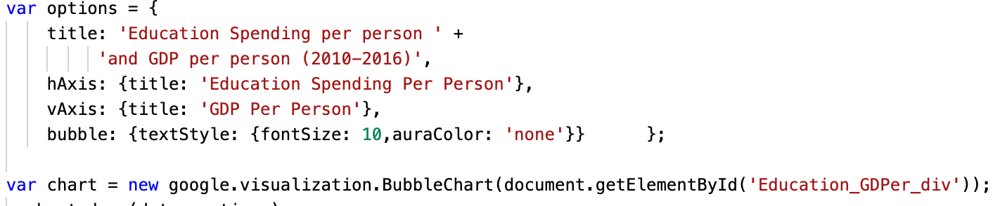 var options = {
title: 'Education Spending per person ' +
'and GDP per person (2010-2016)',
hAxis: {title: 'Education Spending Per Person'},
vAxis: {title: 'GDP Per Person'},
bubble: {textStyle: {fontSize: 10,auraColor: 'none'}}      };
var chart = new google.visualization.BubbleChart(document.getElementById('Education_GDPer_div'));